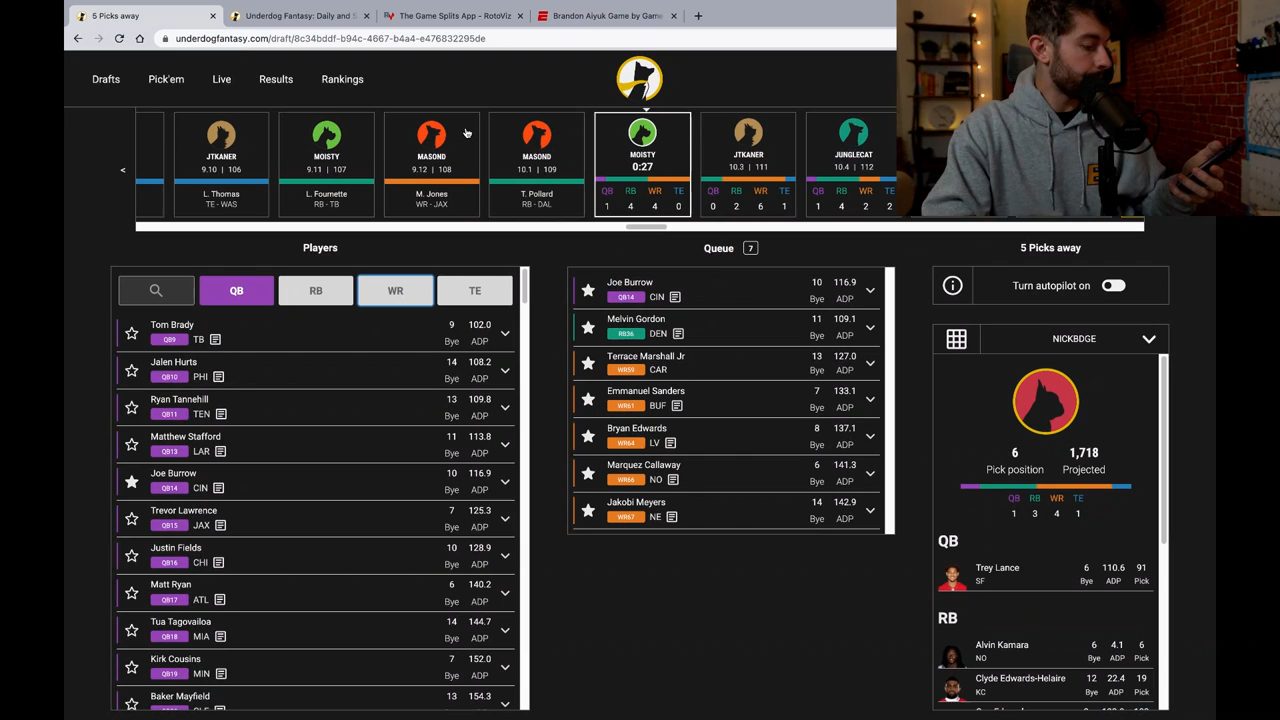 5 Picks away
Underdog Fantasy: Daily and S
The Game Splits App - RotoViz
Brandon Aiyuk Game by Game
underdogfantasy.com/draft/8c34bddf-b94c-4667-b4a4-e476832295de
Drafts Pick'em Live Results Rankings
JTKANER
9.10 | 106
L. Thomas
TE - WAS
MOISTY
9.11 | 107
L. Fournette
RB - TB
MASOND
9.12 | 108
M. Jones
WR - JAX
MASOND
10.1 | 109
T. Pollard
RB - DAL
MOISTY
0:27
QB RB WR TE
1 4 4 0
JTKANER
10.3 | 111
QB RB WR TE
0 2 6 1
JUNGLECAT
10.4 | 112
QB RB WR TE
1 4 2 2
Players
QB RB WR TE
Tom Brady 9 102.0
QB9 TB Bye ADP
Jalen Hurts 14 108.2
QB10 PHI Bye ADP
Ryan Tannehill 13 109.8
QB11 TEN Bye ADP
Matthew Stafford 11 113.8
QB13 LAR Bye ADP
Joe Burrow 10 116.9
QB14 CIN Bye ADP
Trevor Lawrence 7 125.3
QB15 JAX Bye ADP
Justin Fields 10 128.9
QB16 CHI Bye ADP
Matt Ryan 6 140.2
QB17 ATL Bye ADP
Tua Tagovailoa 14 144.7
QB18 MIA Bye ADP
Kirk Cousins 7 152.0
QB19 MIN Bye ADP
Baker Mayfield 13 154.3
Queue 7
Joe Burrow 10 116.9
QB14 CIN Bye ADP
Melvin Gordon 11 109.1
RB36 DEN Bye ADP
Terrace Marshall Jr 13 127.0
WR59 CAR Bye ADP
Emmanuel Sanders 7 133.1
WR61 BUF Bye ADP
Bryan Edwards 8 137.1
WR64 LV Bye ADP
Marquez Callaway 6 141.3
WR66 NO Bye ADP
Jakobi Meyers 14 142.9
WR67 NE Bye ADP
5 Picks away
Turn autopilot on
NICKBDGE
6 1,718
Pick position Projected
QB RB WR TE
1 3 4 1
QB
Trey Lance 6 110.6 91
SF Bye ADP Pick
RB
Alvin Kamara 6 4.1 6
NO Bye ADP Pick
Clyde Edwards-Helaire 12 22.4 19
KC Bye ADP Pick